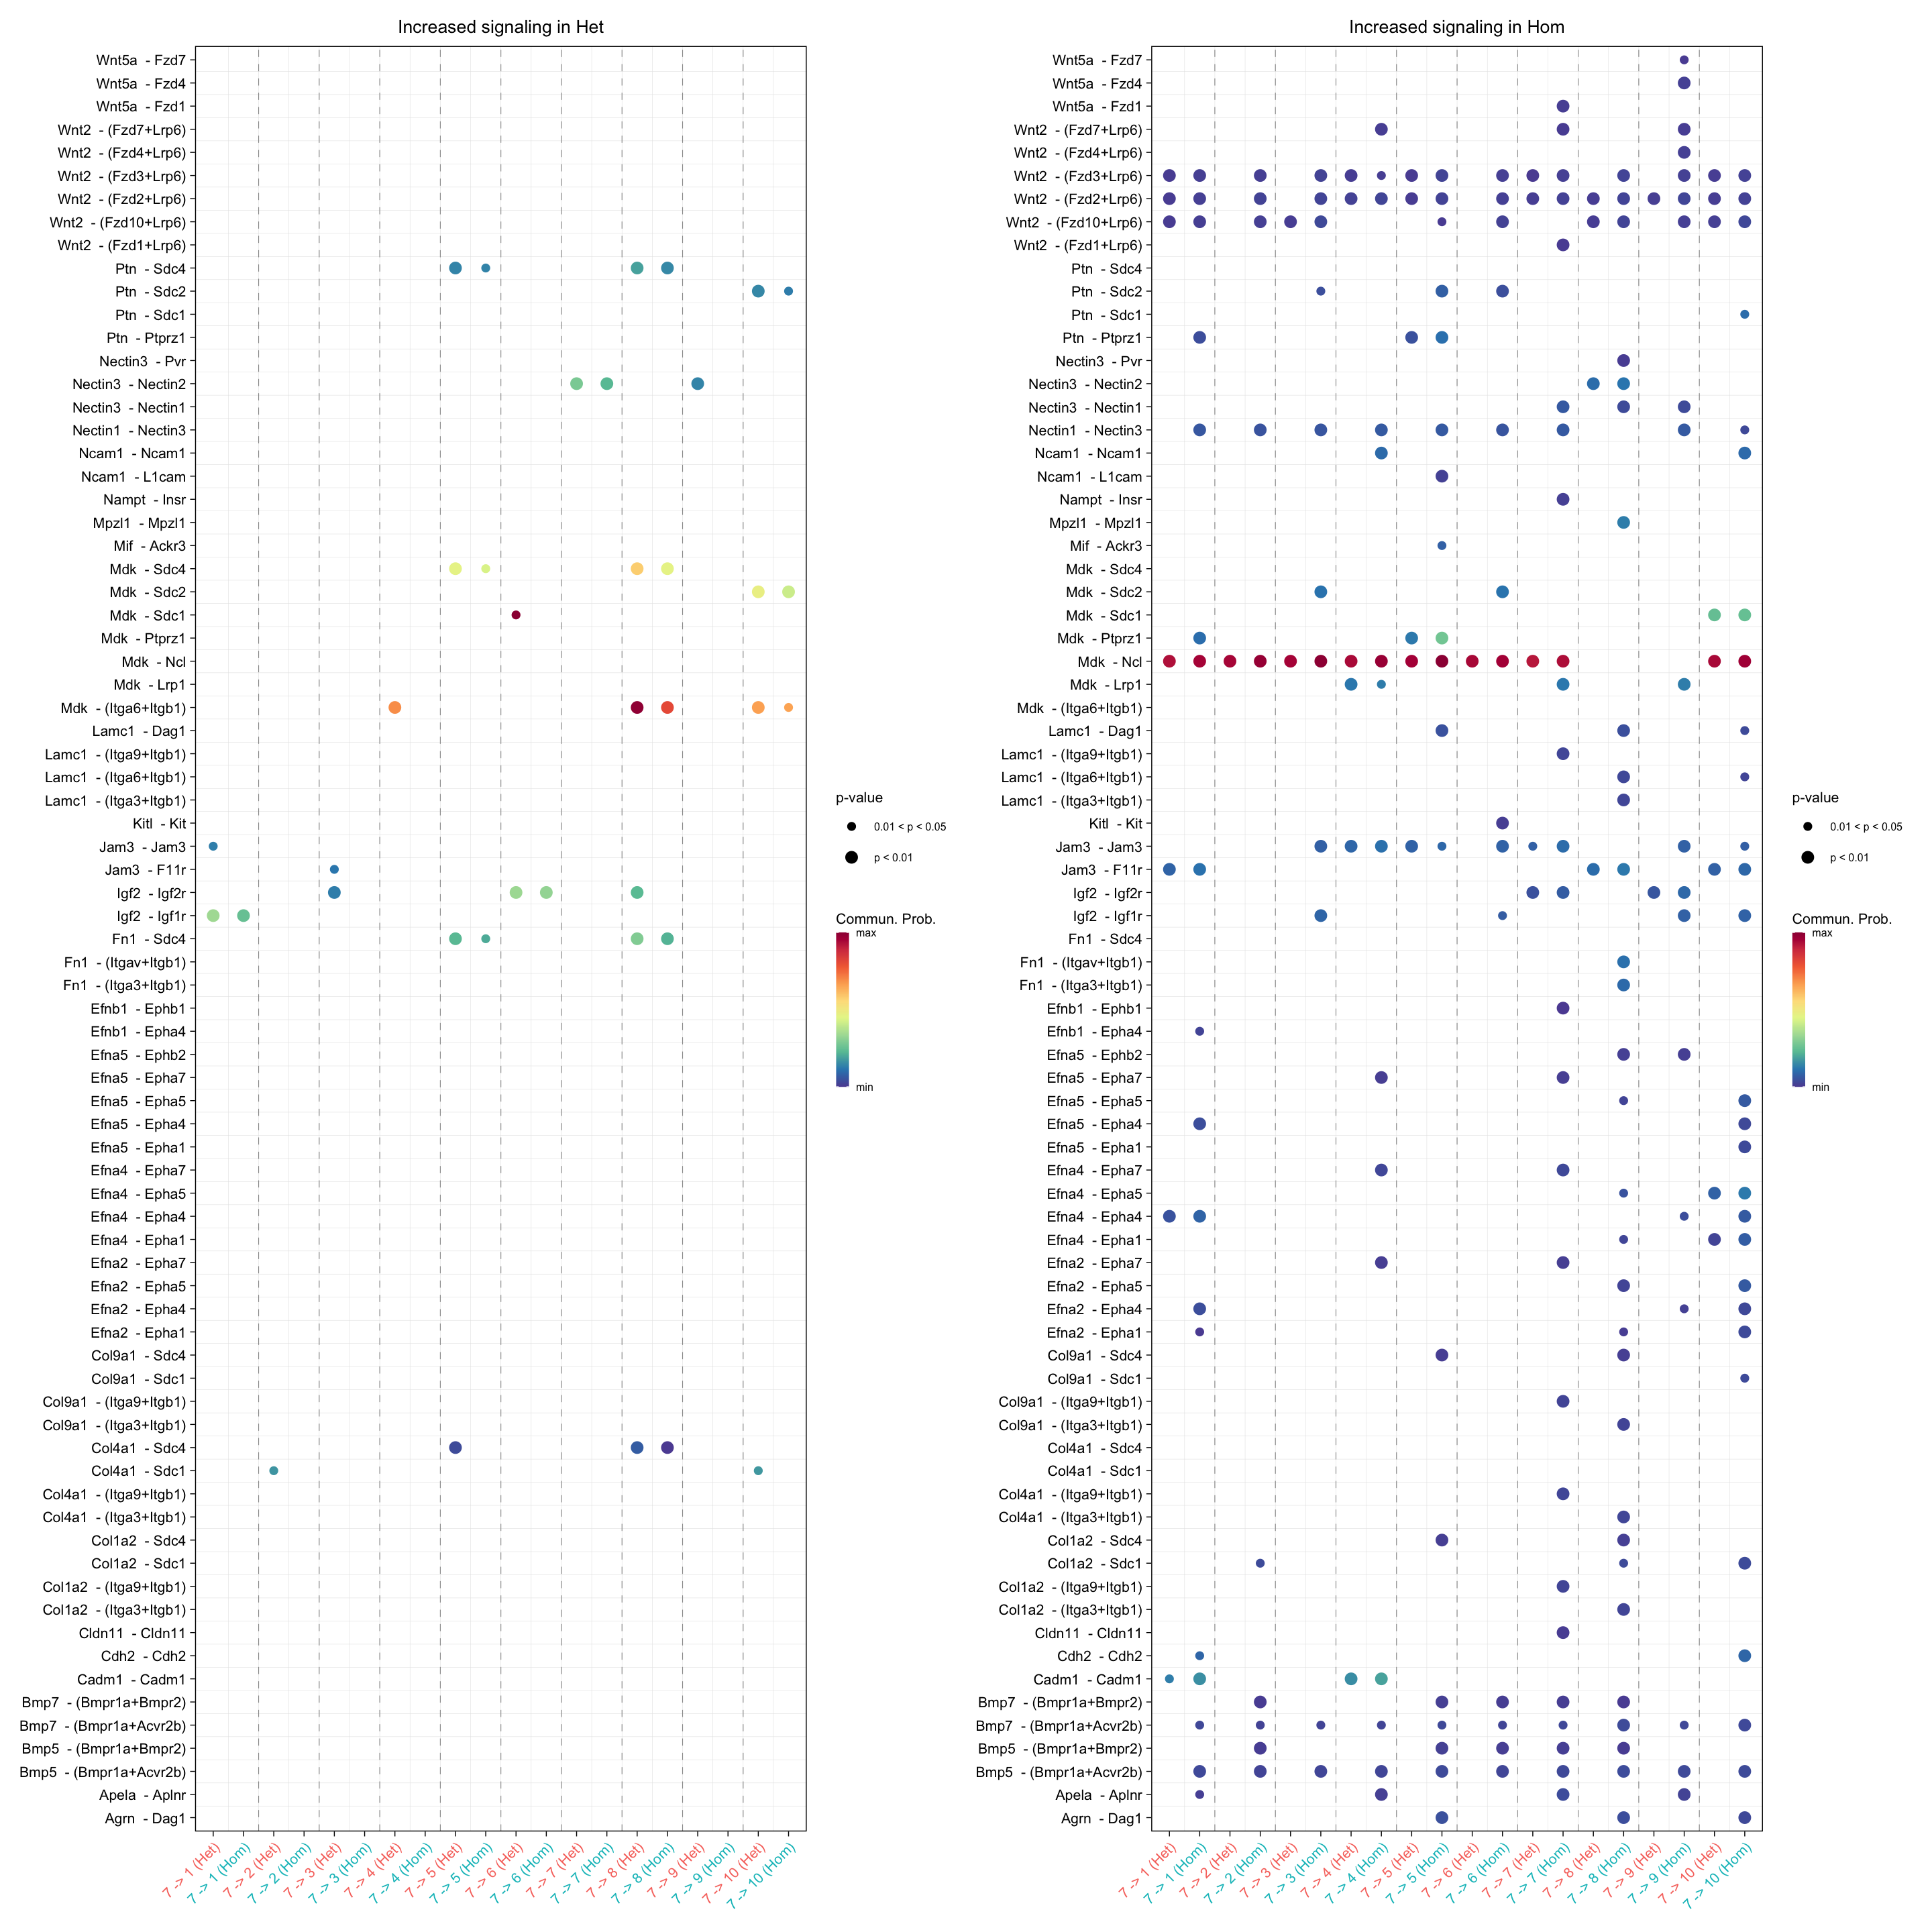 Increased signaling in Het
Wnt5a - Fzd7
Wnt5a - Fzd4
Wnt5a - Fzd1
Wnt2 - (Fzd7+Lrp6)
Wnt2 - (Fzd4+Lrp6)
Wnt2 - (Fzd3+Lrp6)
Wnt2 - (Fzd2+Lrp6)
Wnt2 - (Fzd10+Lrp6)
Wnt2 - (Fzd1+Lrp6)
Ptn - Sdc4
Ptn - Sdc2
Ptn - Sdc1
Ptn - Ptprz1
Nectin3 - Pvr
Nectin3 - Nectin2
Nectin3 - Nectin1
Nectin1 - Nectin3
Ncam1 - Ncam1
Ncam1 - L1cam
Nampt - Insr
Mpzl1 - Mpzl1
Mif - Ackr3
Mdk - Sdc4
Mdk - Sdc2
Mdk - Sdc1
Mdk - Ptprz1
Mdk - Ncl
Mdk - Lrp1
Mdk - (Itga6+Itgb1)
Lamc1 - Dag1
Lamc1 - (Itga9+Itgb1)
Lamc1 - (Itga6+Itgb1)
Lamc1 - (Itga3+Itgb1)
Kitl - Kit
Jam3 - Jam3
Jam3 - F11r
Igf2 - Igf2r
Igf2 - Igf1r
Fn1 - Sdc4
Fn1 - (Itgav+Itgb1)
Fn1 - (Itga3+Itgb1)
Efnb1 - Ephb1
Efnb1 - Epha4
Efna5 - Ephb2
Efna5 - Epha7
Efna5 - Epha5
Efna5 - Epha4
Efna5 - Epha1
Efna4 - Epha7
Efna4 - Epha5
Efna4 - Epha4
Efna4 - Epha1
Efna2 - Epha7
Efna2 - Epha5
Efna2 - Epha4
Efna2 - Epha1
Col9a1 - Sdc4
Col9a1 - Sdc1
Col9a1 - (Itga9+Itgb1)
Col9a1 - (Itga3+Itgb1)
Col4a1 - Sdc4
Col4a1 - Sdc1
Col4a1 - (Itga9+Itgb1)
Col4a1 - (Itga3+Itgb1)
Col1a2 - Sdc4
Col1a2 - Sdc1
Col1a2 - (Itga9+Itgb1)
Col1a2 - (Itga3+Itgb1)
Cldn11 - Cldn11
Cdh2 - Cdh2
Cadm1 - Cadm1
Bmp7 - (Bmpr1a+Bmpr2)
Bmp7 - (Bmpr1a+Acvr2b)
Bmp5 - (Bmpr1a+Bmpr2)
Bmp5 - (Bmpr1a+Acvr2b)
Apela - Aplnr
Agrn - Dag1
7 -> 1 (Het)
7 -> 1 (Hom)
7 -> 2 (Het)
7 -> 2 (Hom)
7 -> 3 (Het)
7 -> 3 (Hom)
7 -> 4 (Het)
7 -> 4 (Hom)
7 -> 5 (Het)
7 -> 5 (Hom)
7 -> 6 (Het)
7 -> 6 (Hom)
7 -> 7 (Het)
7 -> 7 (Hom)
7 -> 8 (Het)
7 -> 8 (Hom)
7 -> 9 (Het)
7 -> 9 (Hom)
7 -> 10 (Het)
7 -> 10 (Hom)
p-value
0.01 < p < 0.05
p < 0.01
Commun. Prob.
max
min
Increased signaling in Hom
Wnt5a - Fzd7
Wnt5a - Fzd4
Wnt5a - Fzd1
Wnt2 - (Fzd7+Lrp6)
Wnt2 - (Fzd4+Lrp6)
Wnt2 - (Fzd3+Lrp6)
Wnt2 - (Fzd2+Lrp6)
Wnt2 - (Fzd10+Lrp6)
Wnt2 - (Fzd1+Lrp6)
Ptn - Sdc4
Ptn - Sdc2
Ptn - Sdc1
Ptn - Ptprz1
Nectin3 - Pvr
Nectin3 - Nectin2
Nectin3 - Nectin1
Nectin1 - Nectin3
Ncam1 - Ncam1
Ncam1 - L1cam
Nampt - Insr
Mpzl1 - Mpzl1
Mif - Ackr3
Mdk - Sdc4
Mdk - Sdc2
Mdk - Sdc1
Mdk - Ptprz1
Mdk - Ncl
Mdk - Lrp1
Mdk - (Itga6+Itgb1)
Lamc1 - Dag1
Lamc1 - (Itga9+Itgb1)
Lamc1 - (Itga6+Itgb1)
Lamc1 - (Itga3+Itgb1)
Kitl - Kit
Jam3 - Jam3
Jam3 - F11r
Igf2 - Igf2r
Igf2 - Igf1r
Fn1 - Sdc4
Fn1 - (Itgav+Itgb1)
Fn1 - (Itga3+Itgb1)
Efnb1 - Ephb1
Efnb1 - Epha4
Efna5 - Ephb2
Efna5 - Epha7
Efna5 - Epha5
Efna5 - Epha4
Efna5 - Epha1
Efna4 - Epha7
Efna4 - Epha5
Efna4 - Epha4
Efna4 - Epha1
Efna2 - Epha7
Efna2 - Epha5
Efna2 - Epha4
Efna2 - Epha1
Col9a1 - Sdc4
Col9a1 - Sdc1
Col9a1 - (Itga9+Itgb1)
Col9a1 - (Itga3+Itgb1)
Col4a1 - Sdc4
Col4a1 - Sdc1
Col4a1 - (Itga9+Itgb1)
Col4a1 - (Itga3+Itgb1)
Col1a2 - Sdc4
Col1a2 - Sdc1
Col1a2 - (Itga9+Itgb1)
Col1a2 - (Itga3+Itgb1)
Cldn11 - Cldn11
Cdh2 - Cdh2
Cadm1 - Cadm1
Bmp7 - (Bmpr1a+Bmpr2)
Bmp7 - (Bmpr1a+Acvr2b)
Bmp5 - (Bmpr1a+Bmpr2)
Bmp5 - (Bmpr1a+Acvr2b)
Apela - Aplnr
Agrn - Dag1
7 -> 1 (Het)
7 -> 1 (Hom)
7 -> 2 (Het)
7 -> 2 (Hom)
7 -> 3 (Het)
7 -> 3 (Hom)
7 -> 4 (Het)
7 -> 4 (Hom)
7 -> 5 (Het)
7 -> 5 (Hom)
7 -> 6 (Het)
7 -> 6 (Hom)
7 -> 7 (Het)
7 -> 7 (Hom)
7 -> 8 (Het)
7 -> 8 (Hom)
7 -> 9 (Het)
7 -> 9 (Hom)
7 -> 10 (Het)
7 -> 10 (Hom)
p-value
0.01 < p < 0.05
p < 0.01
Commun. Prob.
max
min